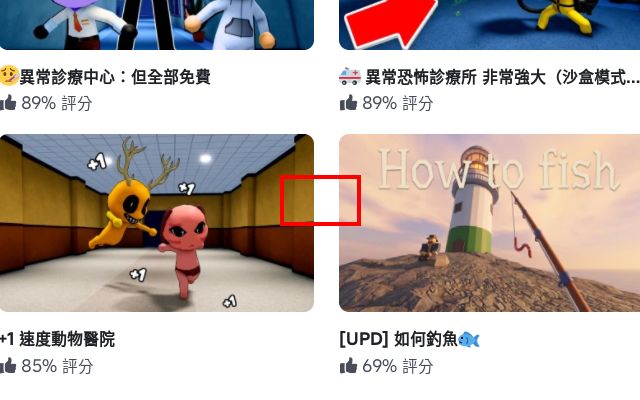 異常診療中心：但全部免費
89% 評分
異常恐怖診療所 非常強大（沙盒模式...
89% 評分
+1
+1
+1
+1
How to fish
+1 速度動物醫院
85% 評分
[UPD] 如何釣魚
69% 評分